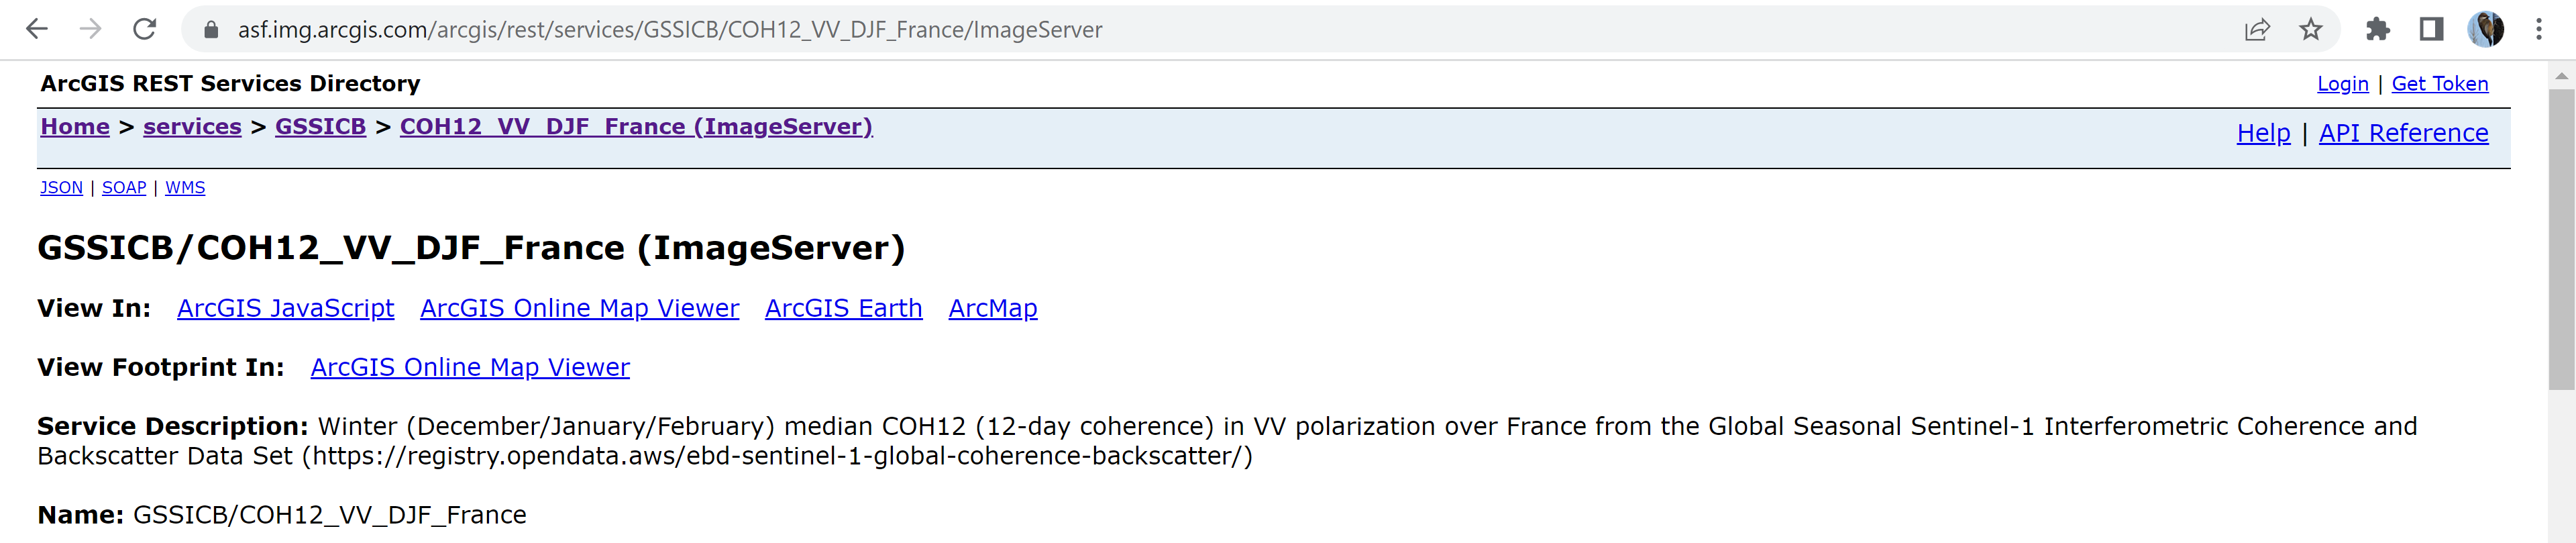 asf.img.arcgis.com/arcgis/rest/services/GSSICB/COH12_VV_DJF_France/ImageServer
ArcGIS REST Services Directory
Login | Get Token
Home > services > GSSICB > COH12_VV_DJF_France (ImageServer)
Help | API Reference
JSON | SOAP | WMS
GSSICB/COH12_VV_DJF_France (ImageServer)
View In: ArcGIS JavaScript ArcGIS Online Map Viewer ArcGIS Earth ArcMap
View Footprint In: ArcGIS Online Map Viewer
Service Description: Winter (December/January/February) median COH12 (12-day coherence) in VV polarization over France from the Global Seasonal Sentinel-1 Interferometric Coherence and
Backscatter Data Set (https://registry.opendata.aws/ebd-sentinel-1-global-coherence-backscatter/)
Name: GSSICB/COH12_VV_DJF_France